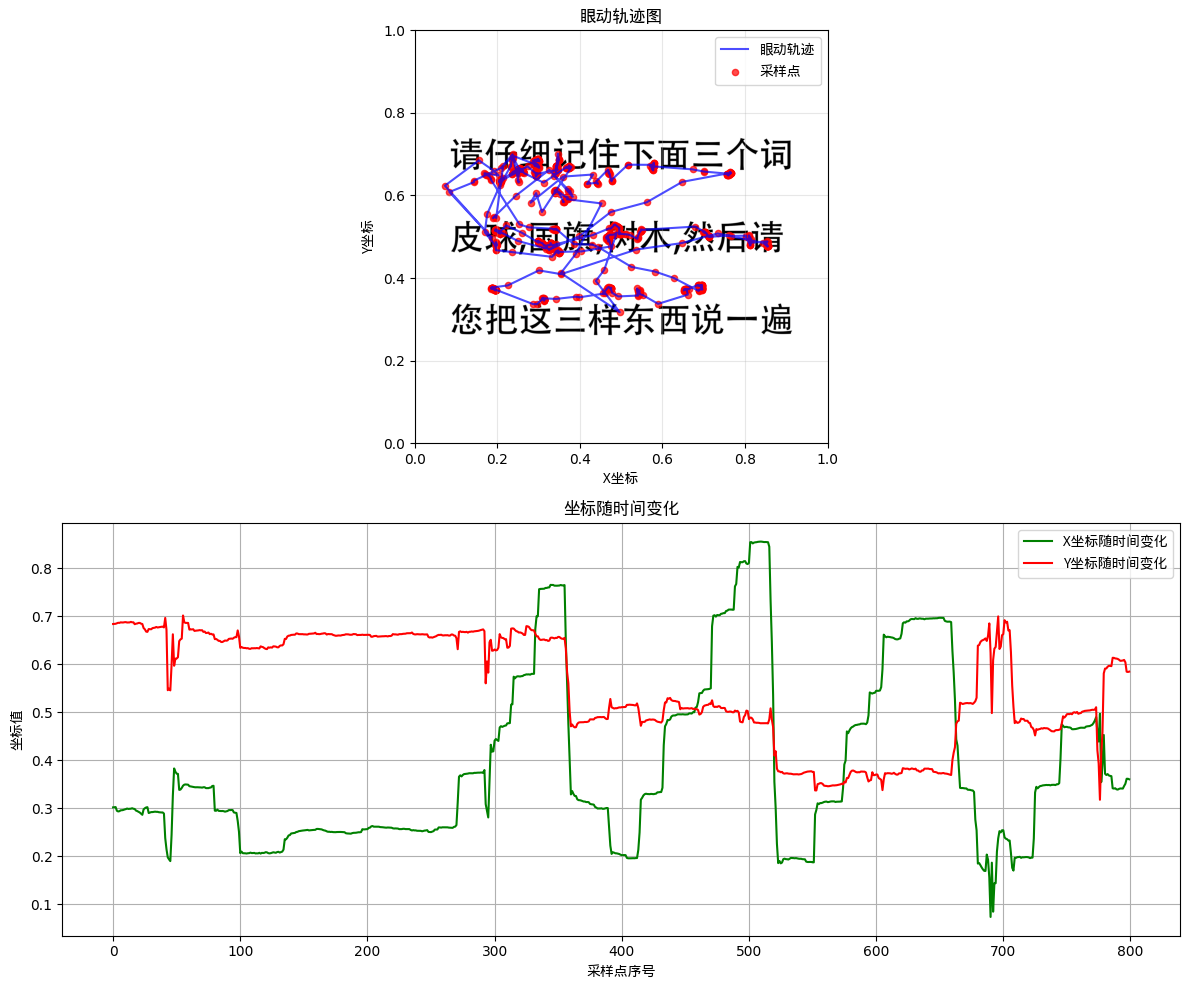 眼动轨迹图
1.0
眼动轨迹
采样点
0.8
请仔细记住下面三个词
0.6
Y坐标
皮球,国旗,树木,然后请
0.4
您把这三样东西说一遍
0.2
0.0
0.0 0.2 0.4 0.6 0.8 1.0
X坐标
坐标随时间变化
X坐标随时间变化
Y坐标随时间变化
0.8
0.7
0.6
0.5
坐标值
0.4
0.3
0.2
0.1
0 100 200 300 400 500 600 700 800
采样点序号